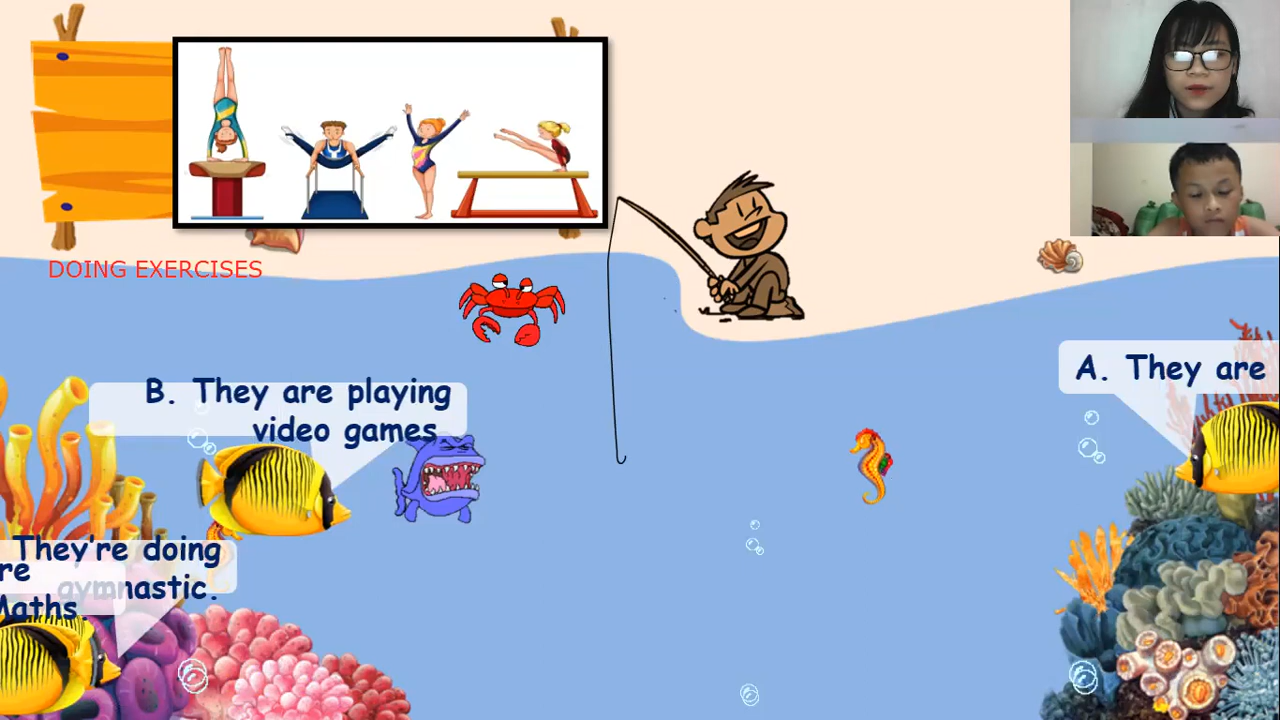 DOING EXERCISES
A. They are
B. They are playing
video games
They're doing
gymnastic.
re
Maths.